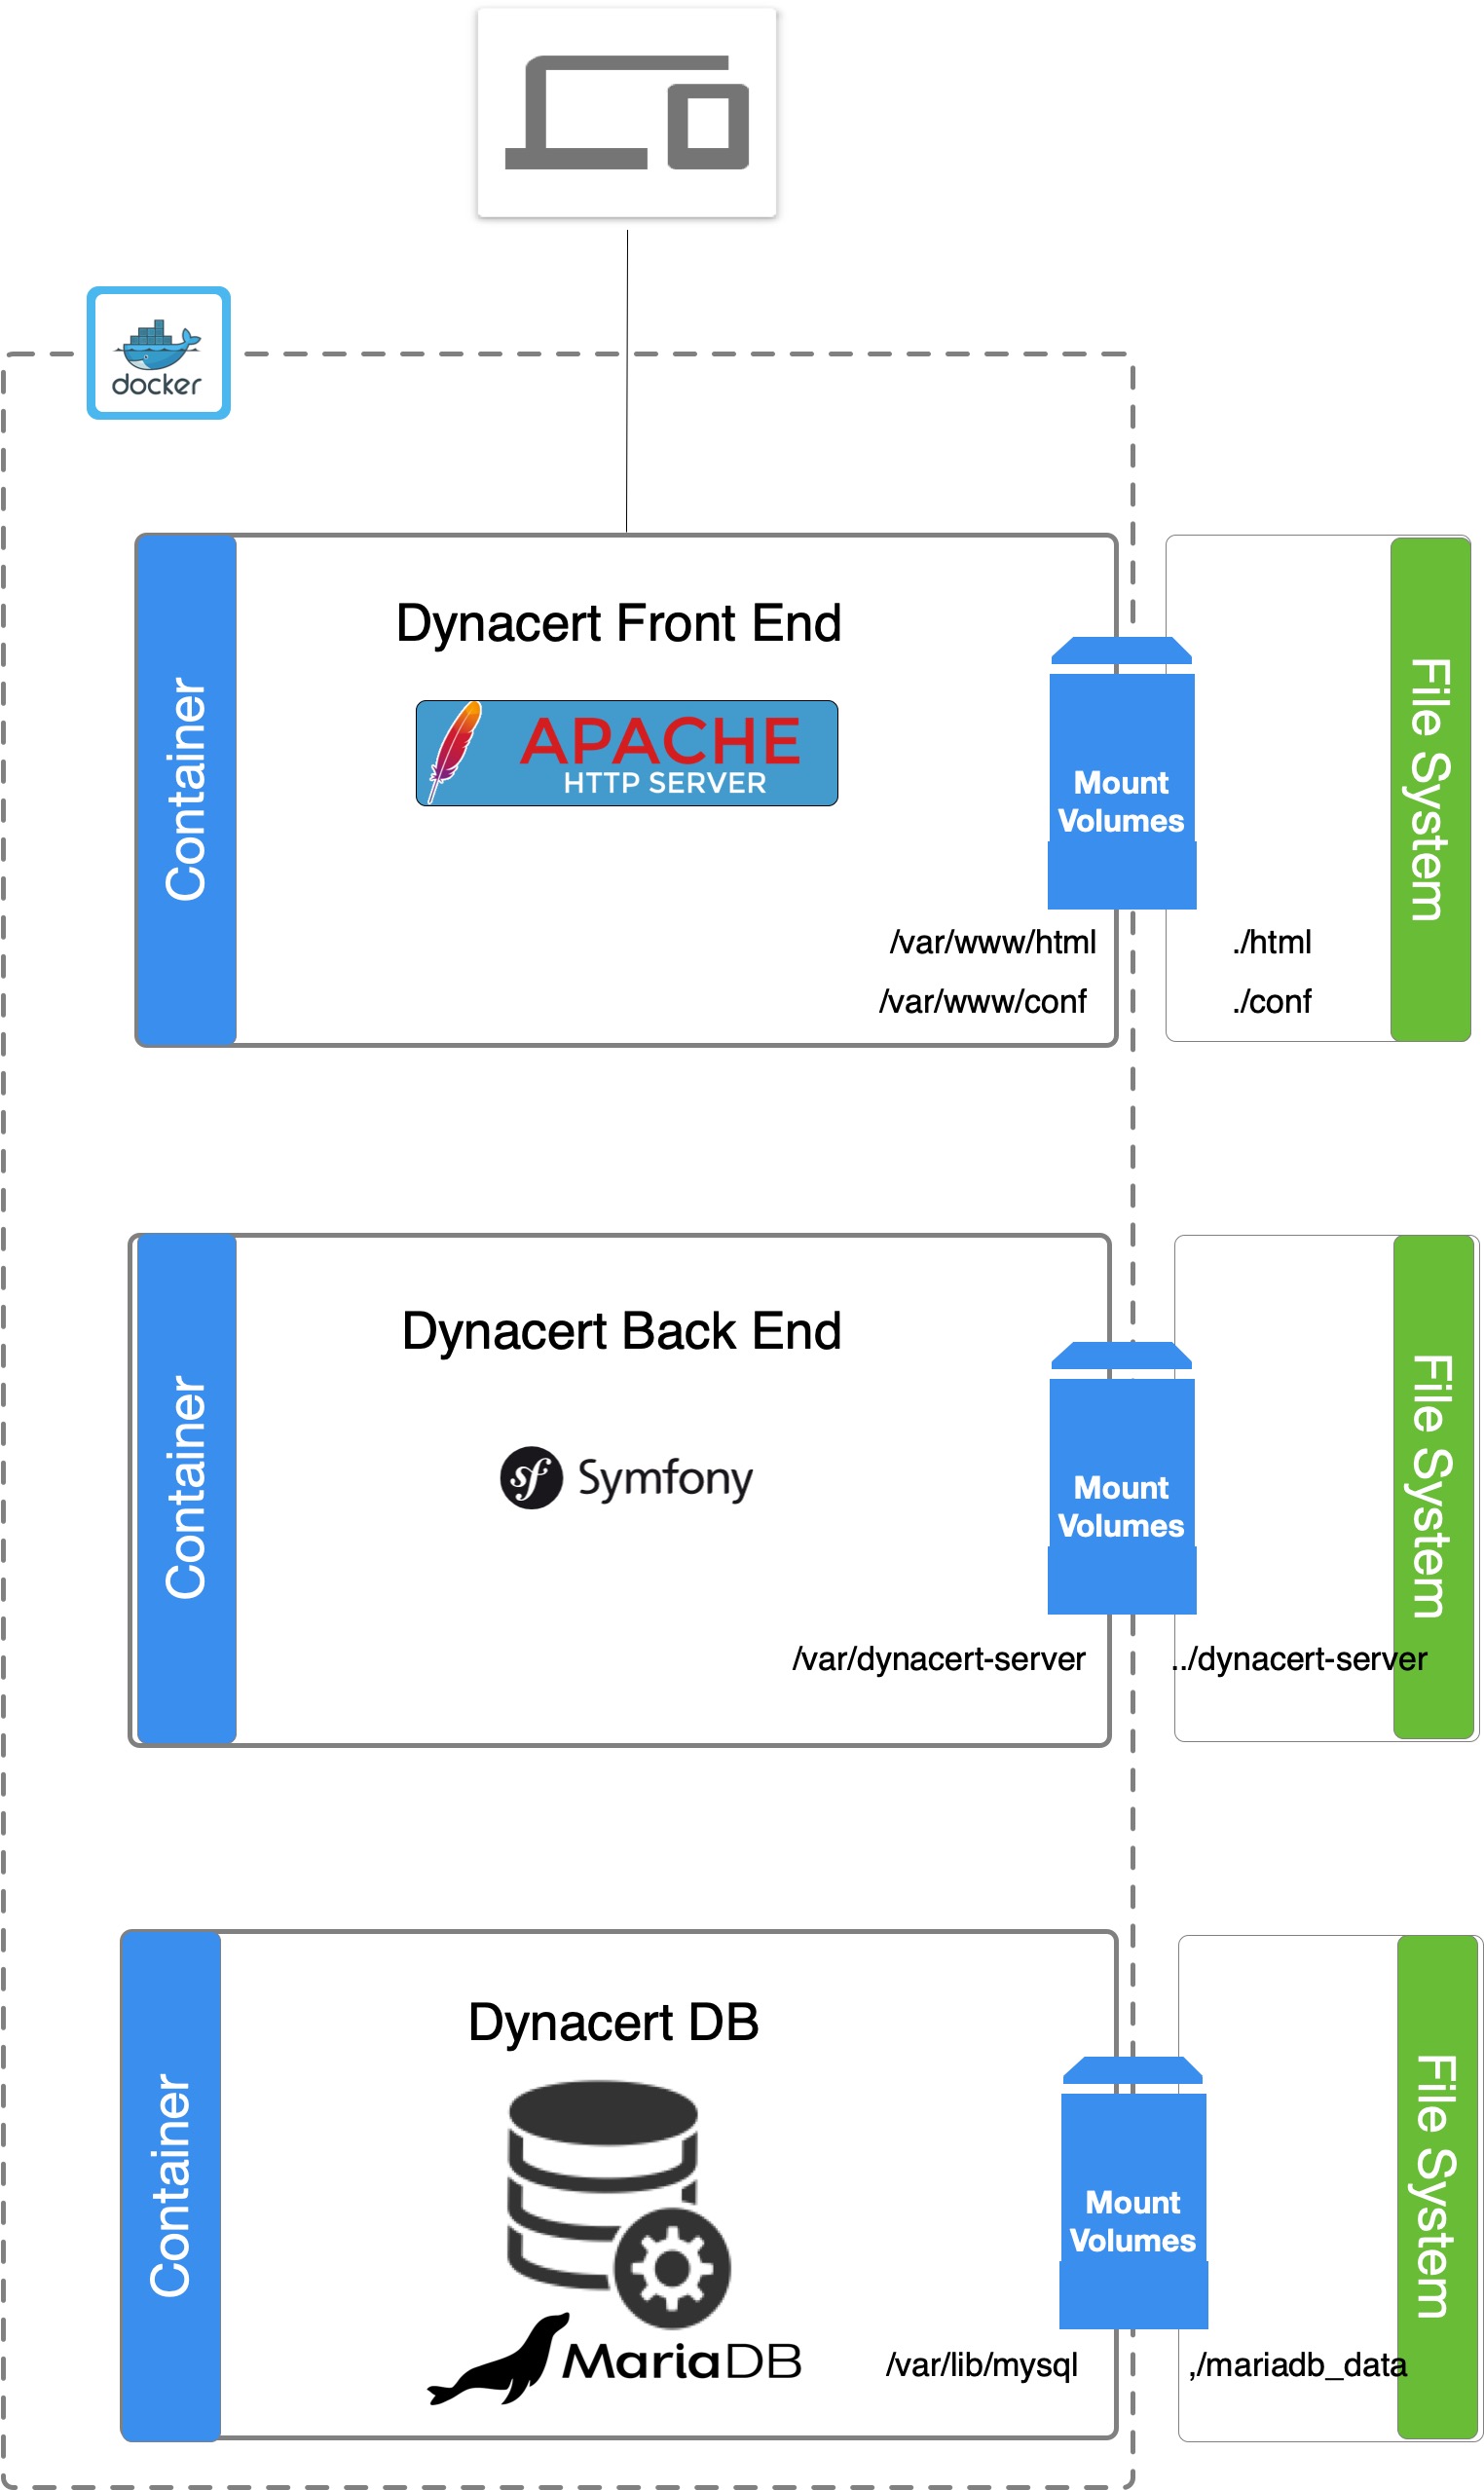 docker
Container
Dynacert Front End
APACHE
HTTP SERVER
Mount
Volumes
File System
/var/www/html
./html
/var/www/conf
./conf
Container
Dynacert Back End
sf Symfony
Mount
Volumes
File System
/var/dynacert-server
../dynacert-server
Container
Dynacert DB
Mount
Volumes
File System
MariaDB
/var/lib/mysql
,/mariadb_data